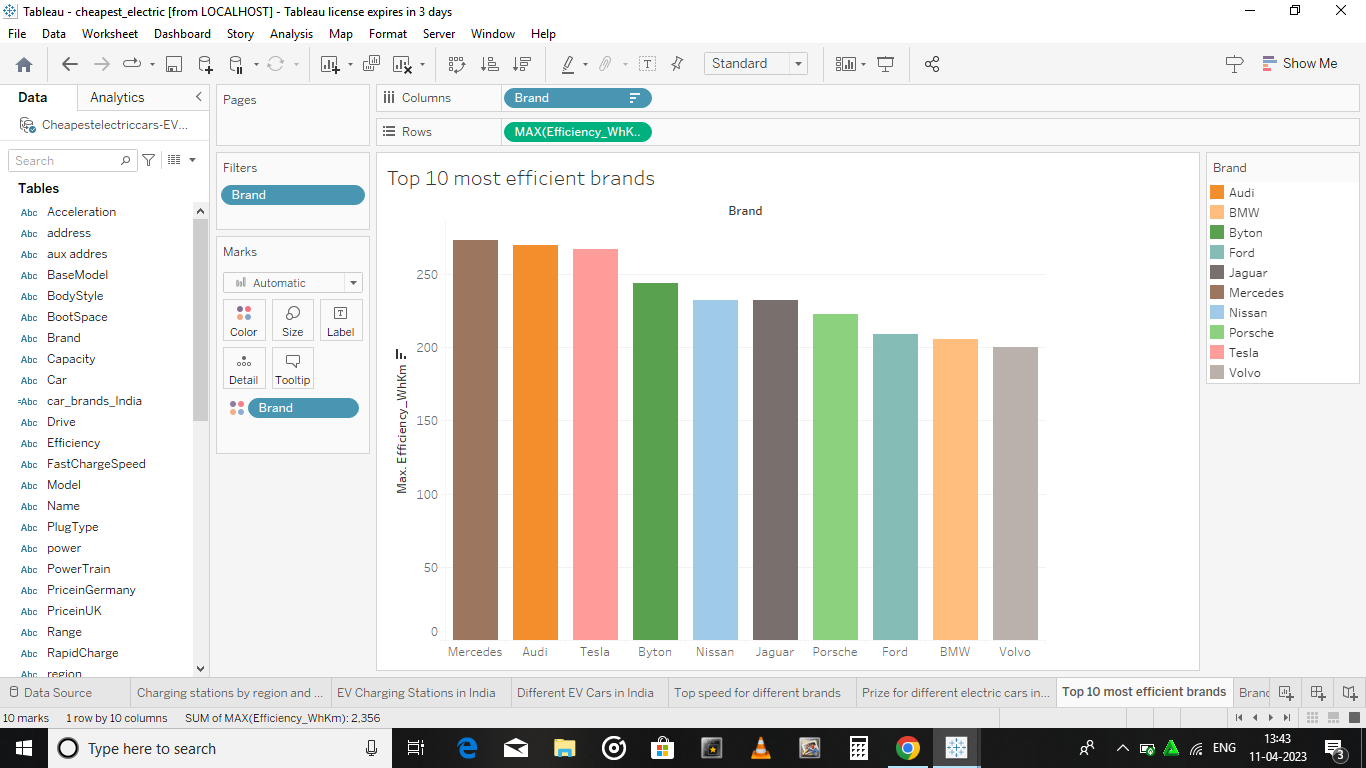 Tableau - cheapest_electric [from LOCALHOST] - Tableau license expires in 3 days
File Data Worksheet Dashboard Story Analysis Map Format Server Window Help
Standard
Show Me
Data Analytics
Cheapestelectriccars-EV...
Search
Tables
Abc Acceleration
Abc address
Abc aux addres
Abc BaseModel
Abc BodyStyle
Abc BootSpace
Abc Brand
Abc Capacity
Abc Car
=Abc car_brands_India
Abc Drive
Abc Efficiency
Abc FastChargeSpeed
Abc Model
Abc Name
Abc PlugType
Abc power
Abc PowerTrain
Abc PriceinGermany
Abc PriceinUK
Abc Range
Abc RapidCharge
Abc region
Pages
Filters
Brand
Marks
Automatic
Color Size Label
Detail Tooltip
Brand
Columns Brand
Rows MAX(Efficiency_WhK..
Top 10 most efficient brands
Brand
Max. Efficiency_WhKm
250
200
150
100
50
0
Mercedes Audi Tesla Byton Nissan Jaguar Porsche Ford BMW Volvo
Brand
Audi
BMW
Byton
Ford
Jaguar
Mercedes
Nissan
Porsche
Tesla
Volvo
Data Source Charging stations by region and ... EV Charging Stations in India Different EV Cars in India Top speed for different brands Prize for different electric cars in... Top 10 most efficient brands Brand
10 marks 1 row by 10 columns SUM of MAX(Efficiency_WhKm): 2,356
Type here to search
ENG
13:43
11-04-2023
3